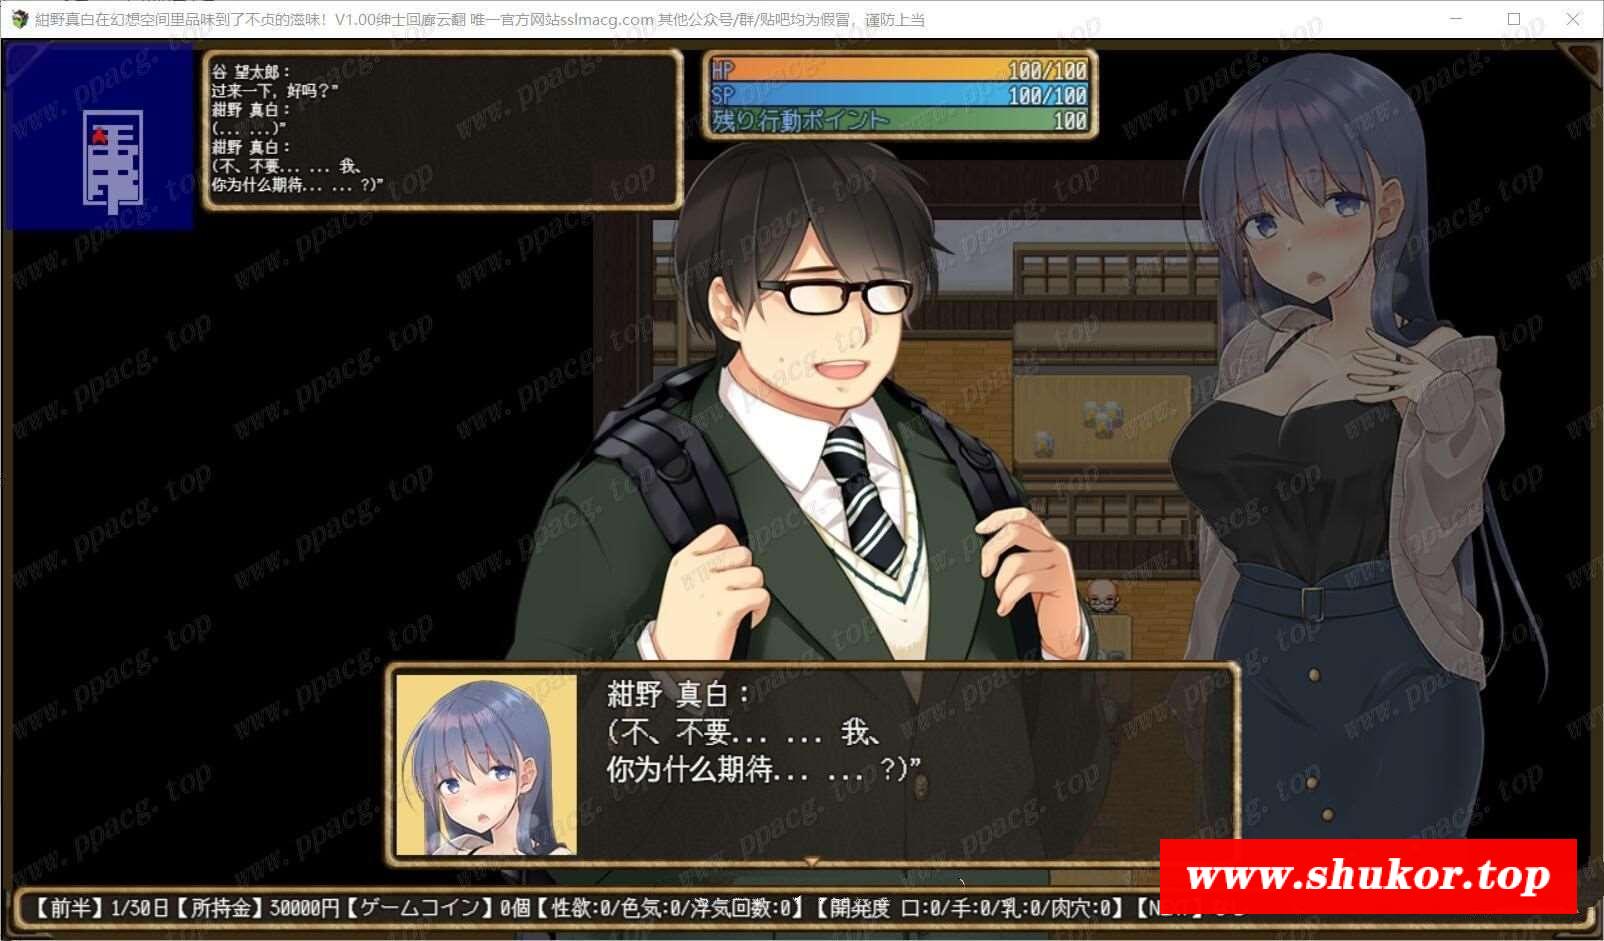 紺野真白在幻想空间里品味到了不贞的滋味！V1.00绅士回廊云翻 唯一官方网站sslmacg.com 其他公众号/群/贴吧均为假冒，谨防上当
谷 望太郎：
过来一下，好吗？”
紺野 真白：
(... ...)”
紺野 真白：
(不、不要... ... 我、
你为什么期待... ... ？)”
HP 100/100
SP 100/100
残り行動ポイント 100
紺野 真白：
(不、不要... ... 我、
你为什么期待... ... ？)”
www.shukor.top
【前半】1/30日【所持金】30000円【ゲームコイン】0個【性欲:0/色気:0/浮気回数:0】【開発度 口:0/手:0/乳:0/肉穴:0】【NEXT】
www.ppacg.top